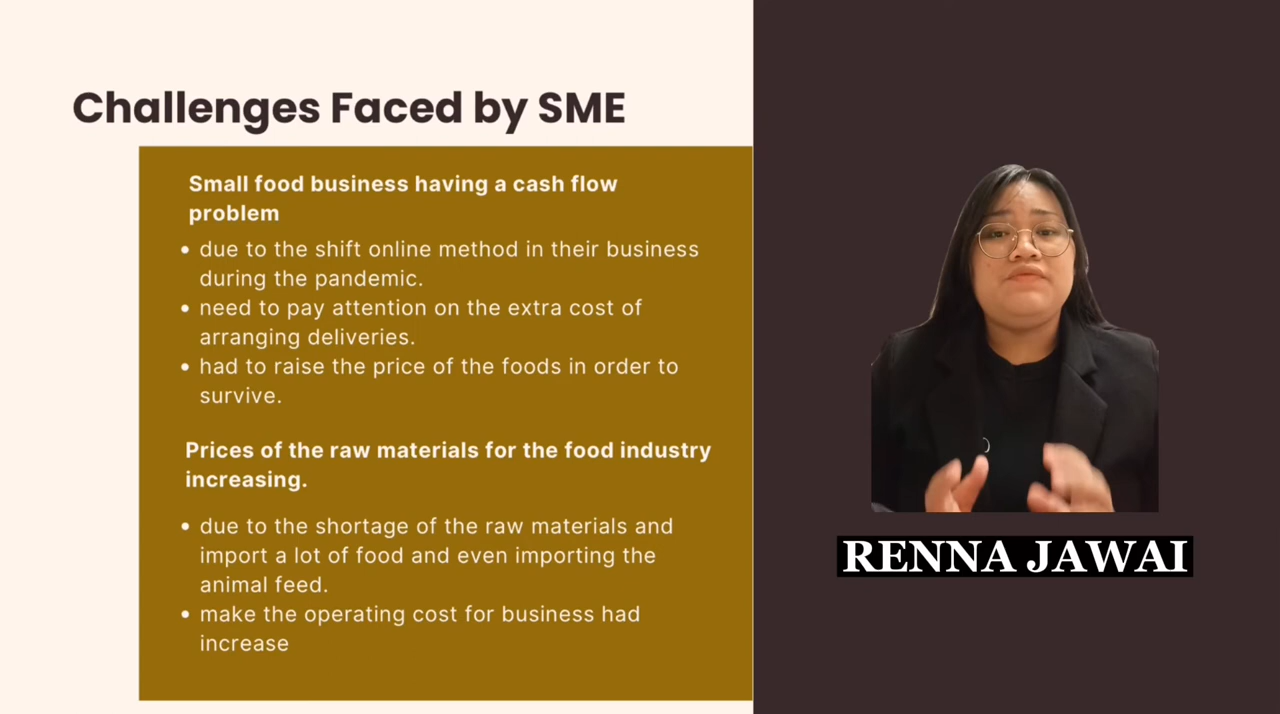 Challenges Faced by SME
Small food business having a cash flow
problem
• due to the shift online method in their business
during the pandemic.
• need to pay attention on the extra cost of
arranging deliveries.
• had to raise the price of the foods in order to
survive.
Prices of the raw materials for the food industry
increasing.
• due to the shortage of the raw materials and
import a lot of food and even importing the
animal feed.
• make the operating cost for business had
increase
RENNA JAWAI